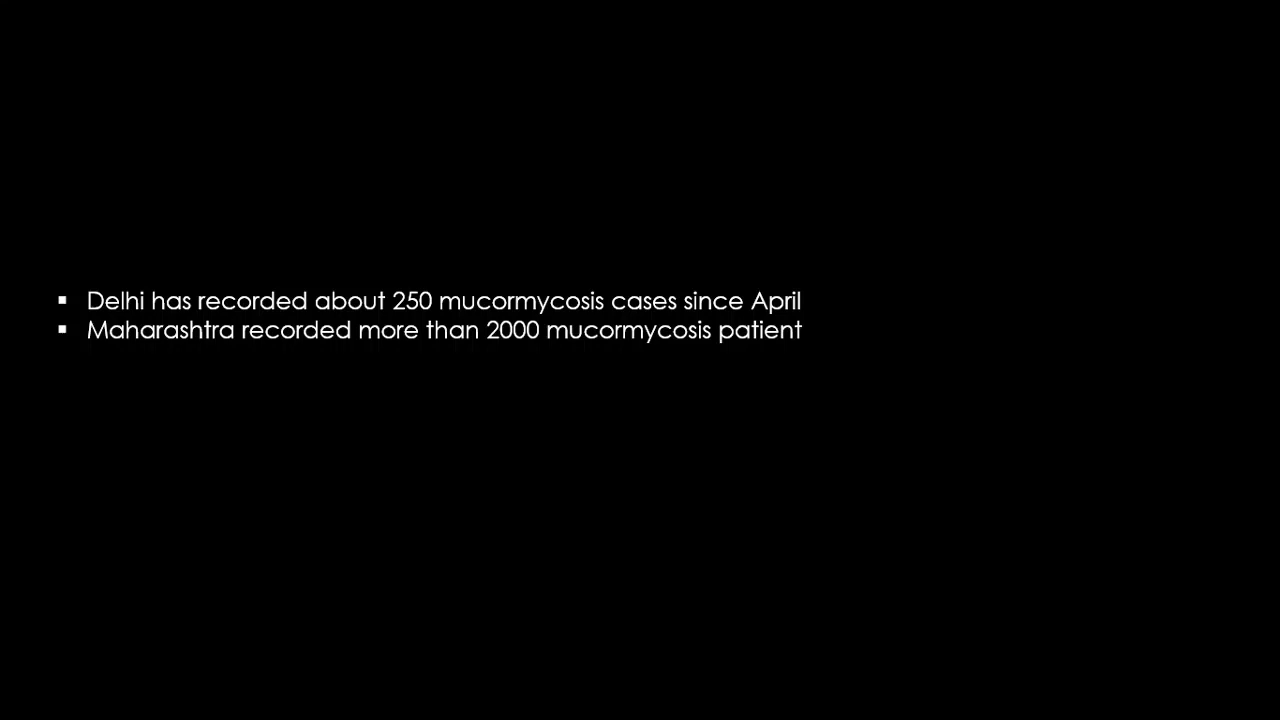 ▪ Delhi has recorded about 250 mucormycosis cases since April
▪ Maharashtra recorded more than 2000 mucormycosis patient